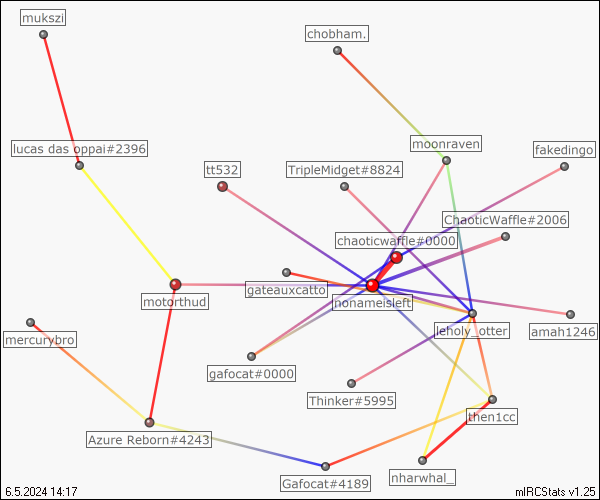 mukszi
chobham.
lucas das oppai#2396
moonraven
fakedingo
tt532
TripleMidget#8824
ChaoticWaffle#2006
chaoticwaffle#0000
gateauxcatto
nonameisleft
motorthud
leholy_otter
amah1246
mercurybro
gafocat#0000
Thinker#5995
then1cc
Azure Reborn#4243
nharwhal_
Gafocat#4189
6.5.2024 14:17
mIRCStats v1.25